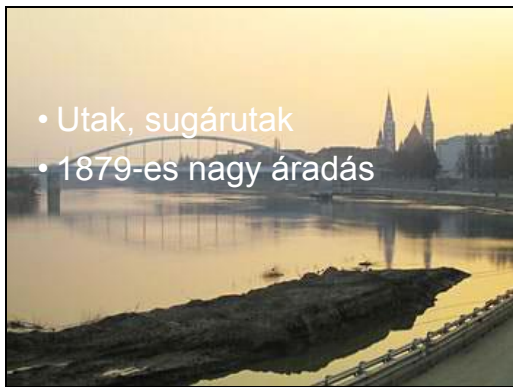 • Utak, sugárutak
• 1879-es nagy áradás